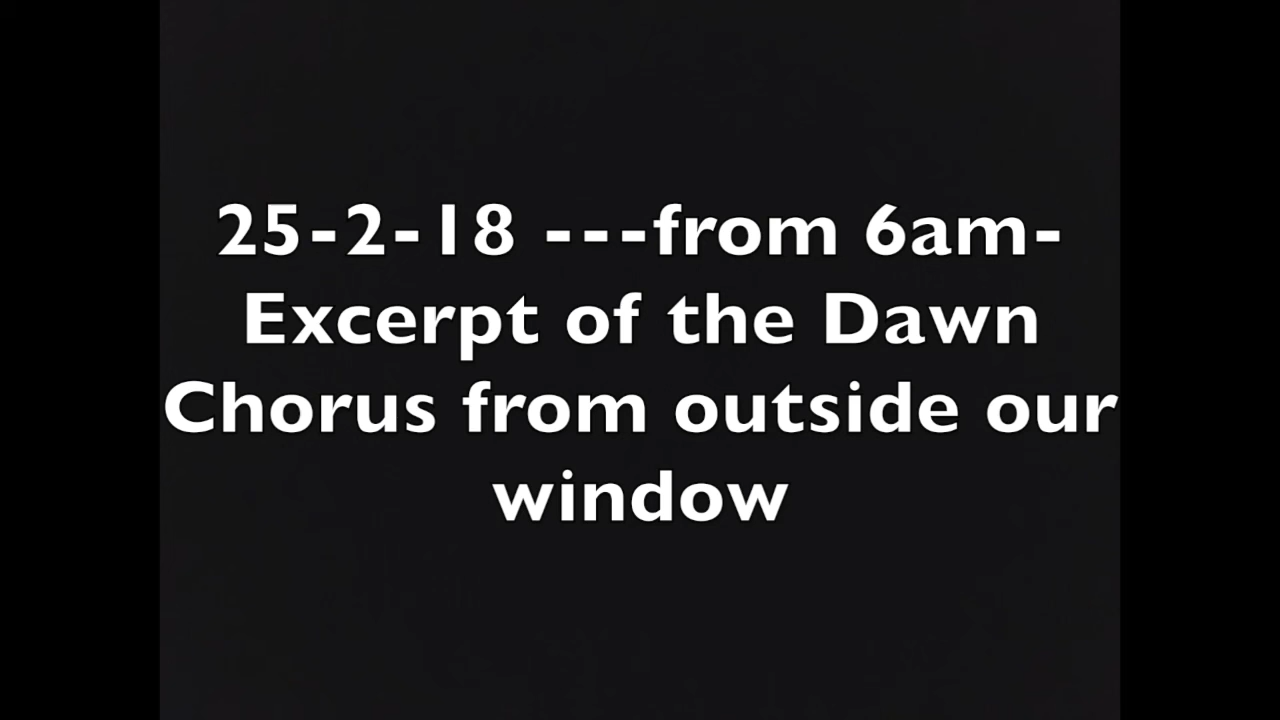 25-2-18 ---from 6am-
Excerpt of the Dawn
Chorus from outside our
window